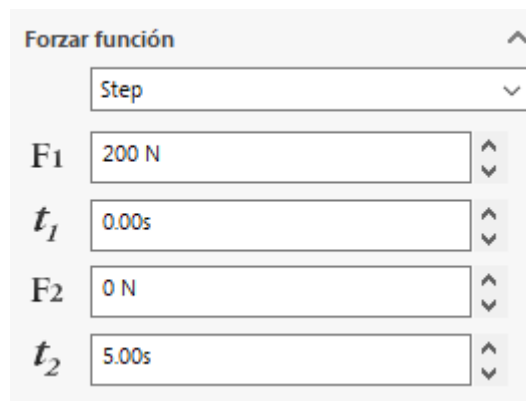 Forzar función
Step
F1 200 N
t1 0.00s
F2 0 N
t2 5.00s